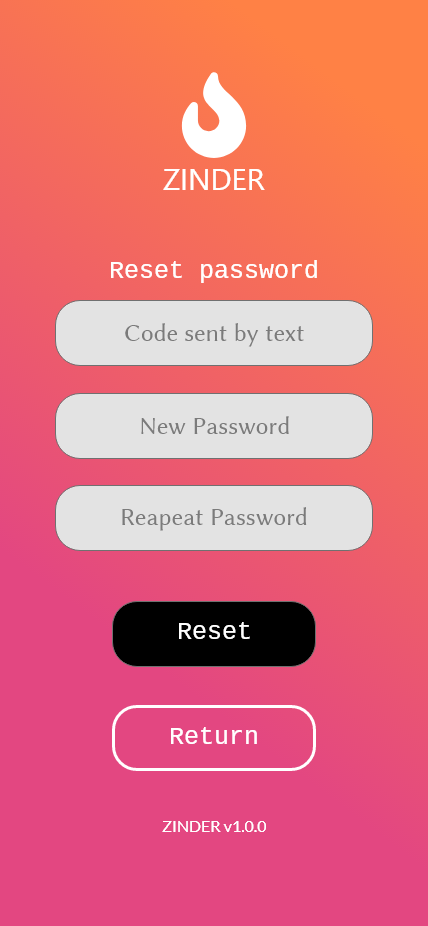 ZINDER
Reset password
Code sent by text
New Password
Reapeat Password
Reset
Return
ZINDER v1.0.0